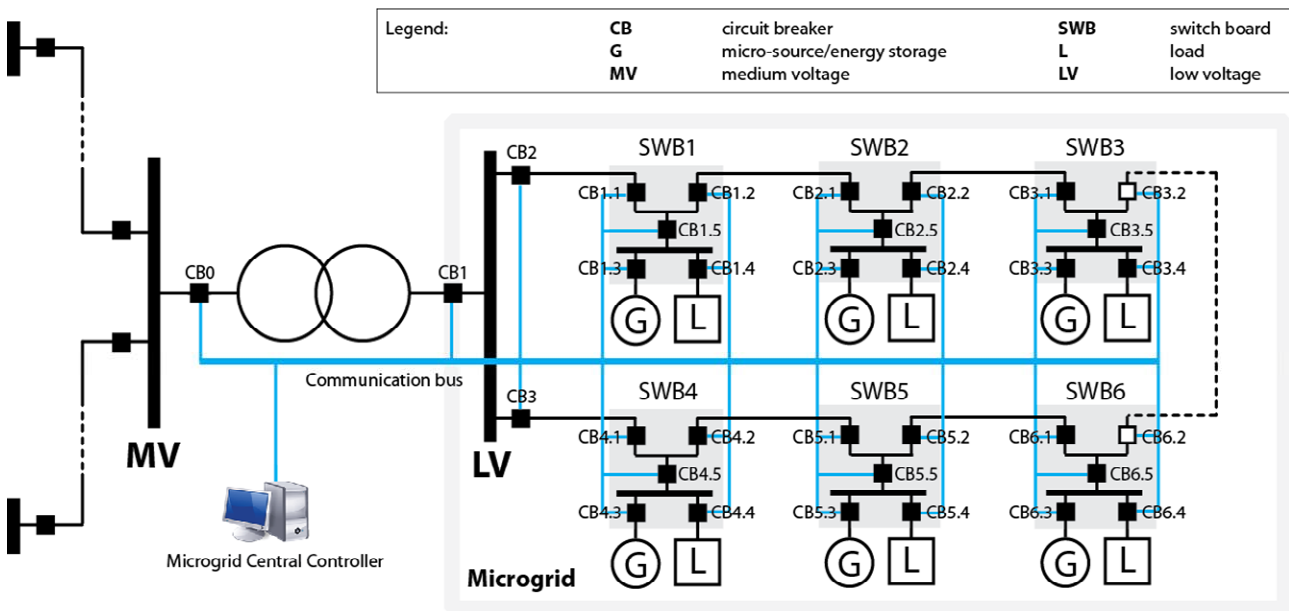 Legend:
CB circuit breaker SWB switch board
G micro-source/energy storage L load
MV medium voltage LV low voltage
CB2
SWB1 SWB2 SWB3
CB1.1 CB1.2 CB2.1 CB2.2 CB3.1 CB3.2
CB1.5 CB2.5 CB3.5
CB0 CB1
CB1.3 CB1.4 CB2.3 CB2.4 CB3.3 CB3.4
G L G L G L
Communication bus
CB3
SWB4 SWB5 SWB6
CB4.1 CB4.2 CB5.1 CB5.2 CB6.1 CB6.2
MV LV
CB4.5 CB5.5 CB6.5
CB4.3 CB4.4 CB5.3 CB5.4 CB6.3 CB6.4
Microgrid Central Controller
G L G L G L
Microgrid